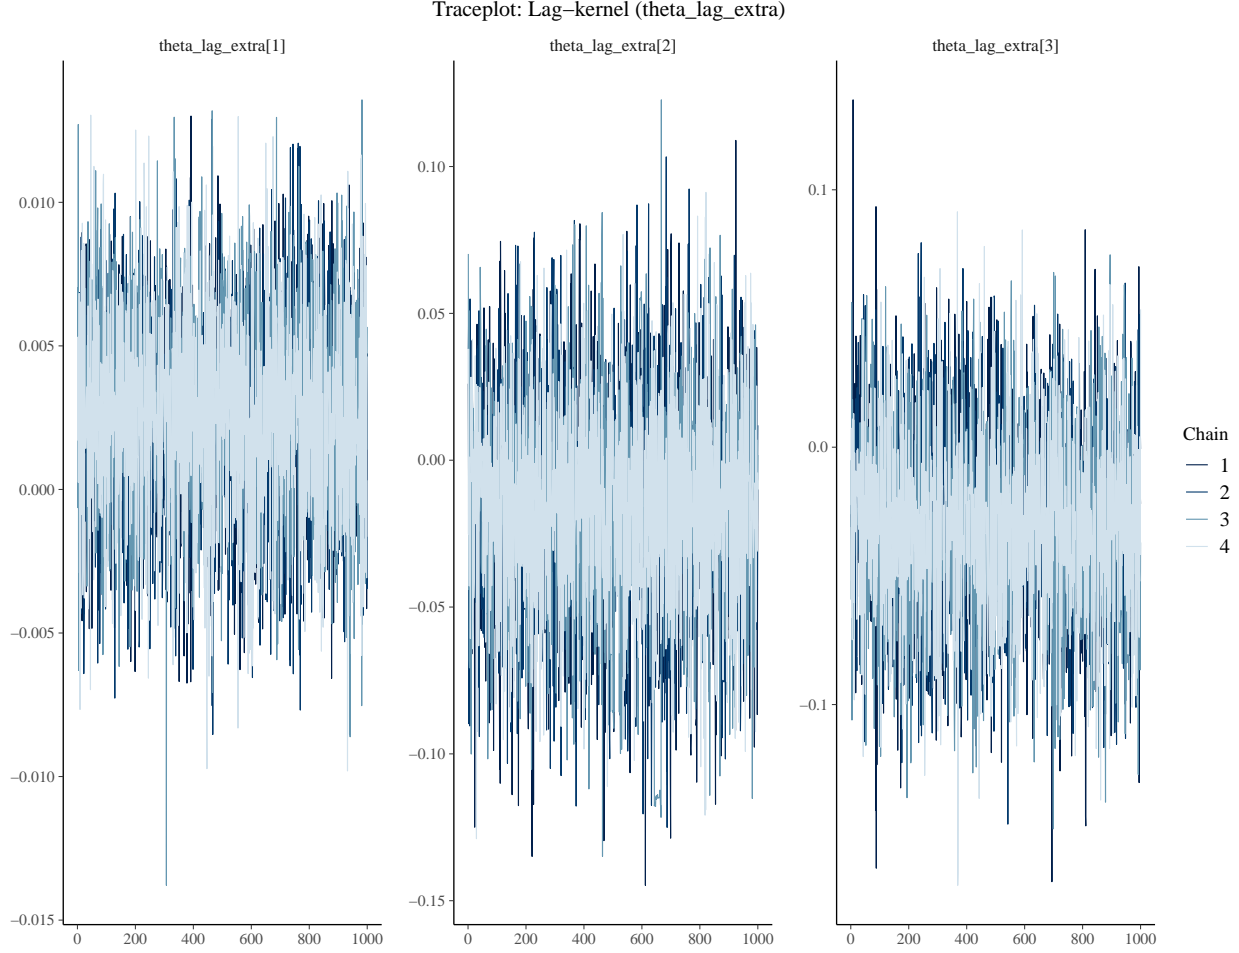 Traceplot: Lag−kernel (theta_lag_extra)
theta_lag_extra[1]
theta_lag_extra[2]
theta_lag_extra[3]
0.010
0.005
0.000
−0.005
−0.010
−0.015
0.10
0.05
0.00
−0.05
−0.10
−0.15
0.1
0.0
−0.1
0 200 400 600 800 1000
0 200 400 600 800 1000
0 200 400 600 800 1000
Chain
1
2
3
4